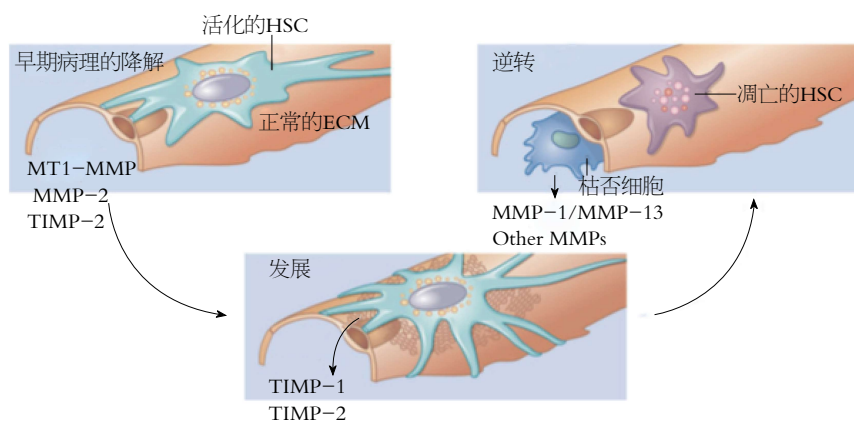 活化的HSC
早期病理的降解
正常的ECM
MT1-MMP
MMP-2
TIMP-2
发展
TIMP-1
TIMP-2
逆转
凋亡的HSC
枯否细胞
MMP-1/MMP-13
Other MMPs